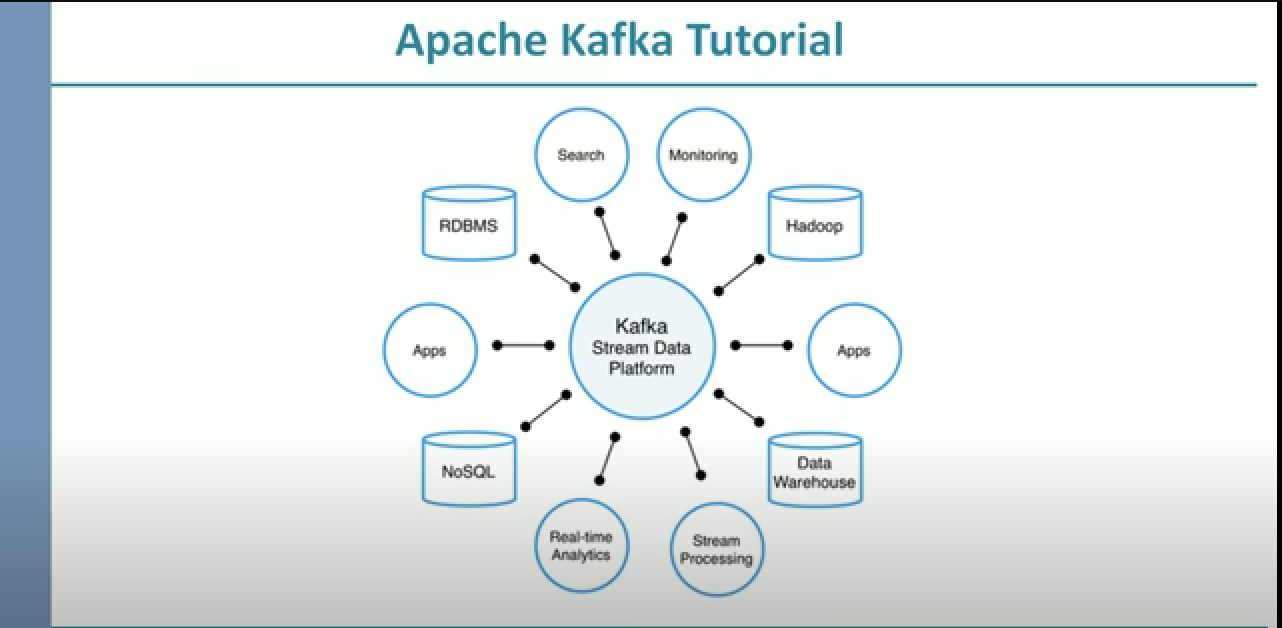 Apache Kafka Tutorial
Search
Monitoring
RDBMS
Hadoop
Kafka
Stream Data
Platform
Apps
Apps
NoSQL
Data
Warehouse
Real-time
Analytics
Stream
Processing